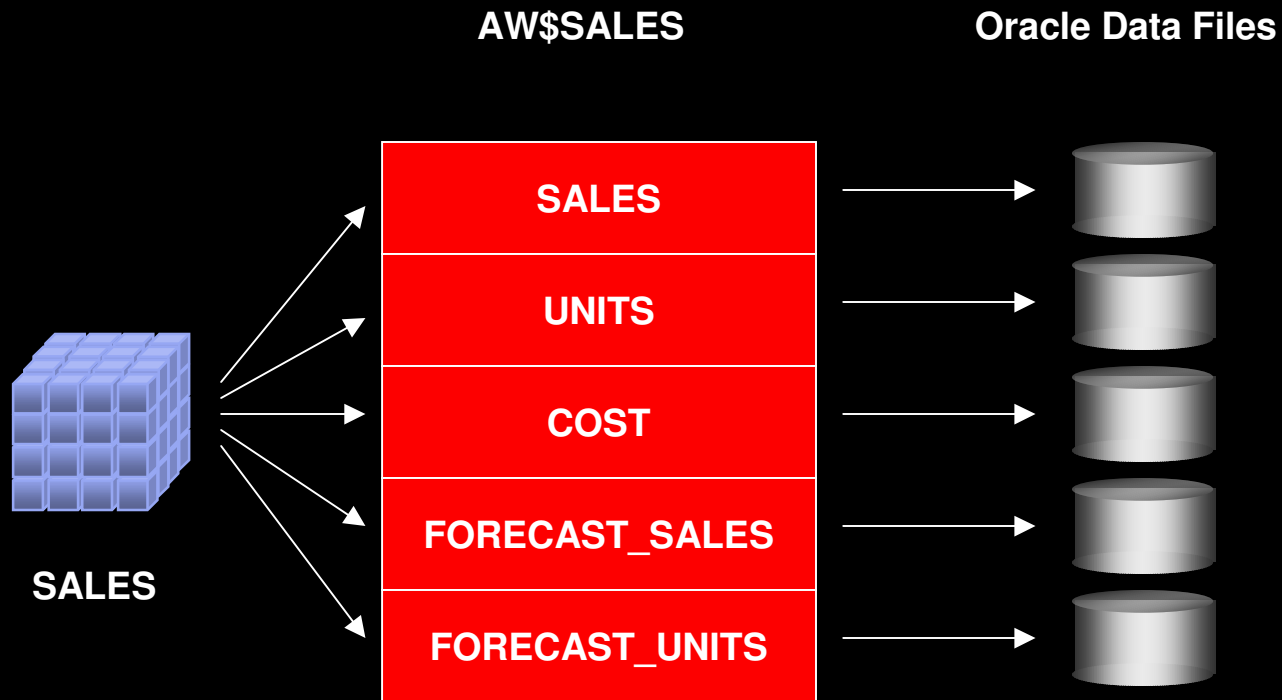 AW$SALES
Oracle Data Files
SALES
UNITS
COST
FORECAST_SALES
SALES
FORECAST_UNITS